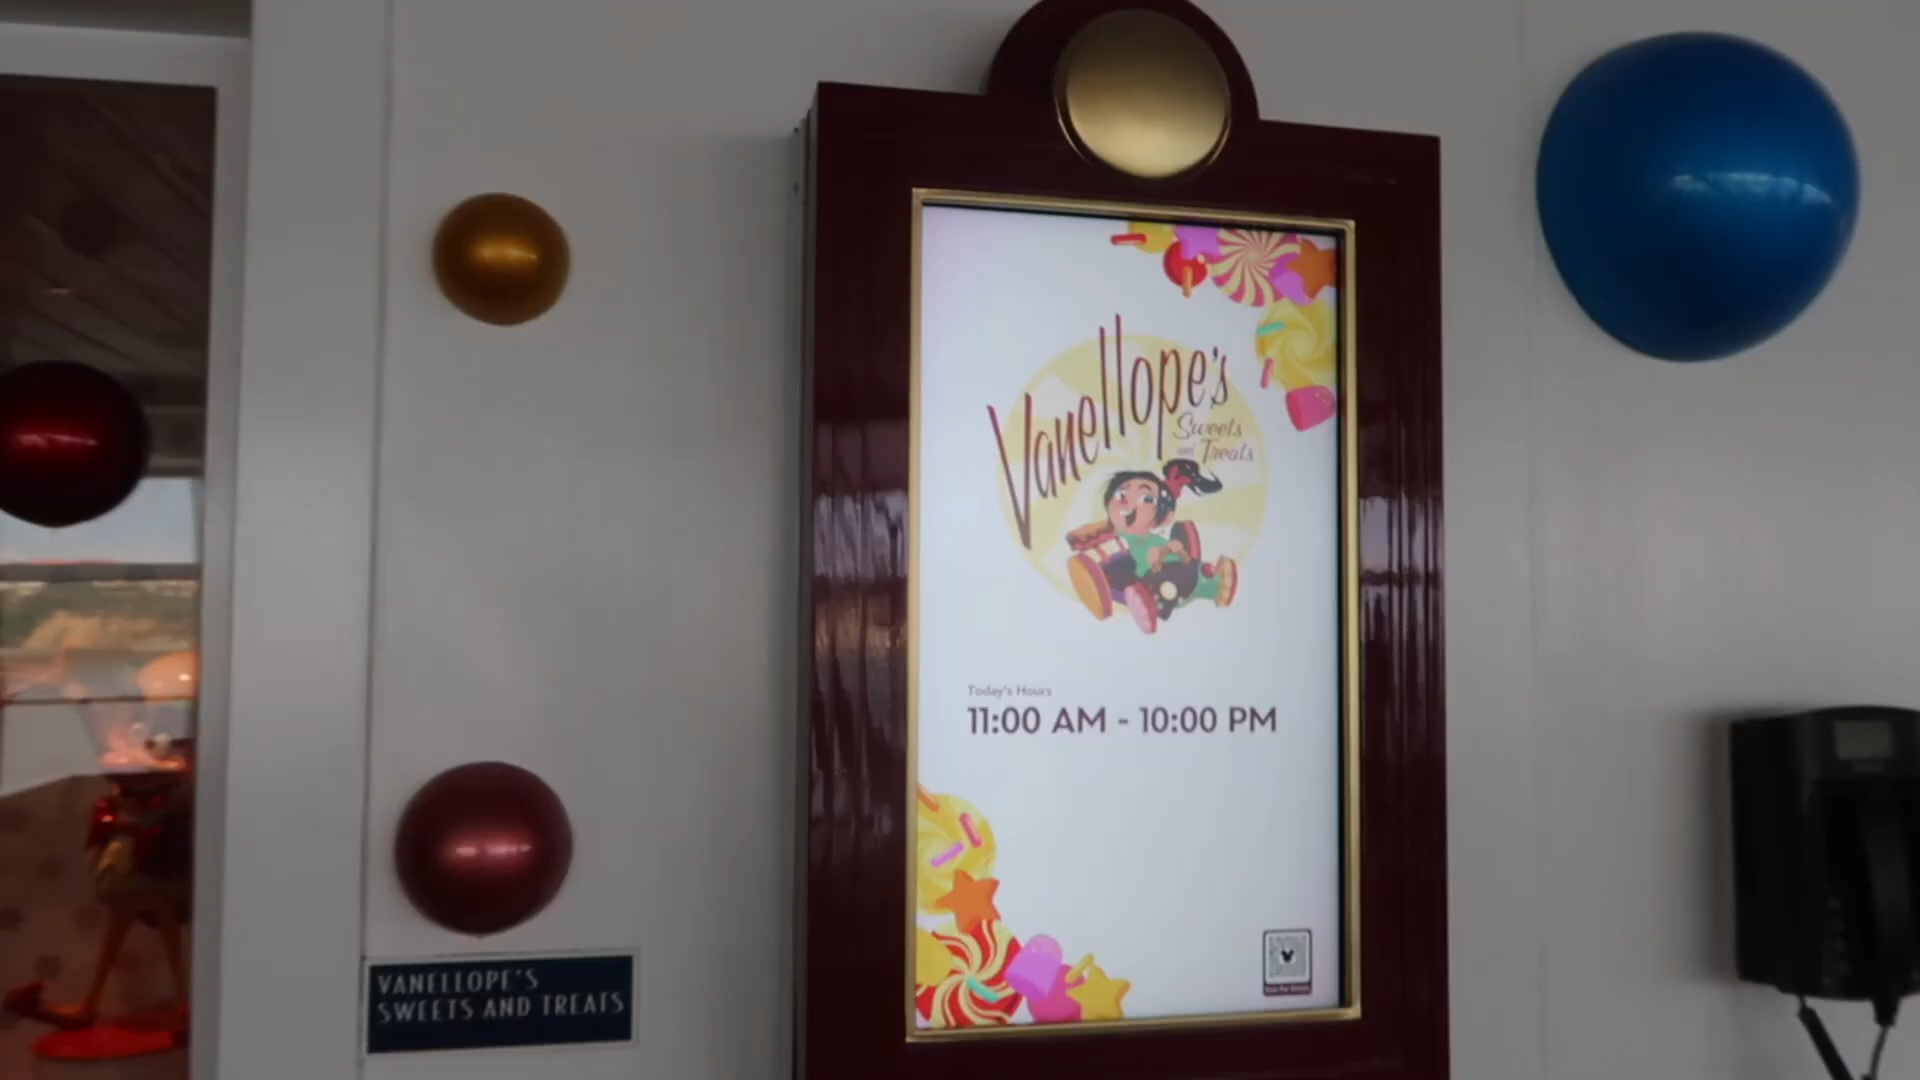 Vanellope's
Sweets
and Treats
Today's Hours
11:00 AM - 10:00 PM
VANELLOPE'S
SWEETS AND TREATS